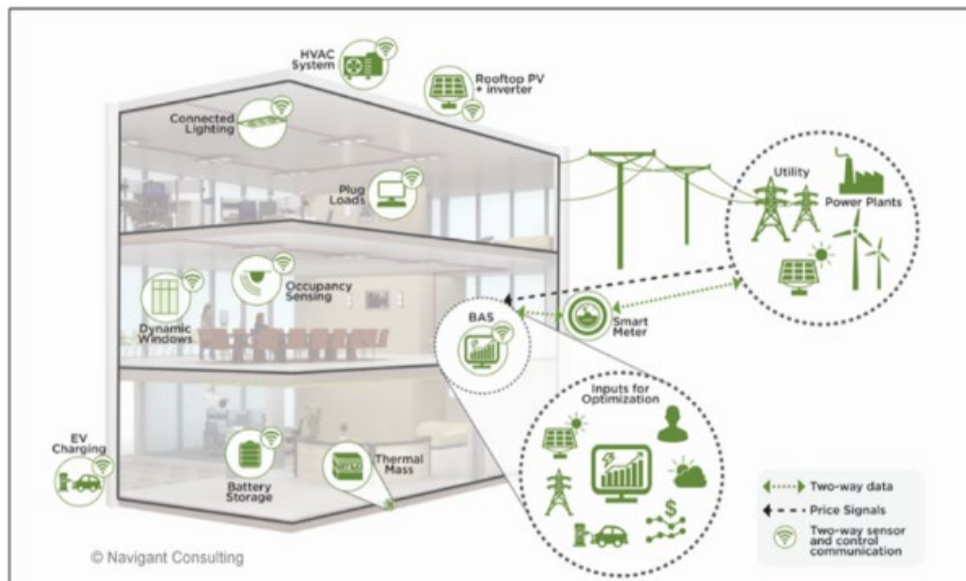 HVAC
System
Rooftop PV
+ inverter
Connected
Lighting
Plug
Loads
Utility
Power Plants
Occupancy
Sensing
Dynamic
Windows
BAS
Smart
Meter
Inputs for
Optimization
EV
Charging
Battery
Storage
Thermal
Mass
$
Two-way data
Price Signals
Two-way sensor
and control
communication
© Navigant Consulting